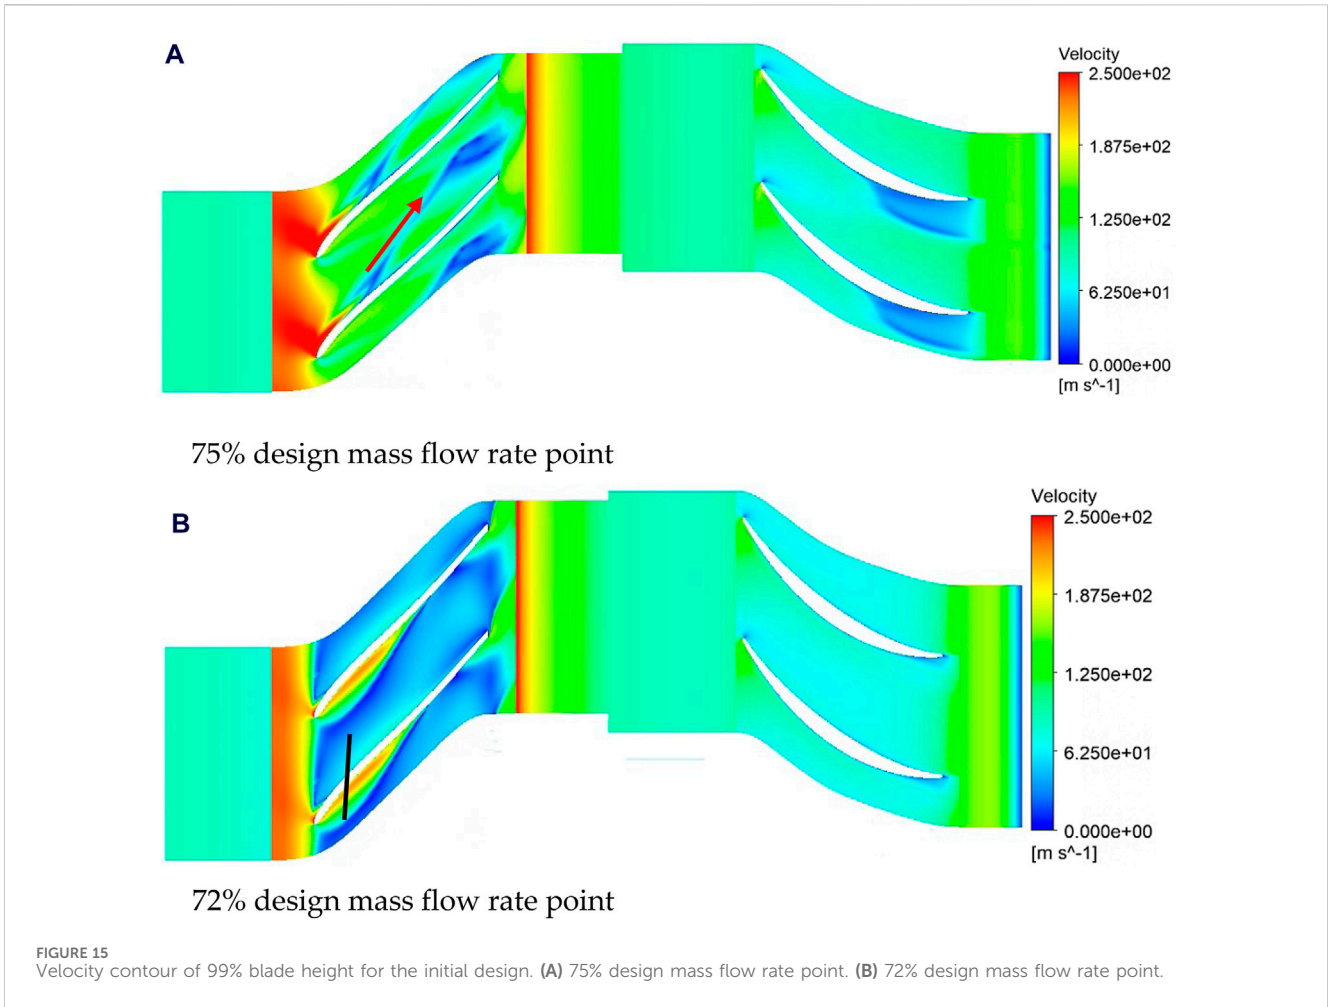 A
Velocity
2.500e+02
1.875e+02
1.250e+02
6.250e+01
0.000e+00
[m s^-1]
75% design mass flow rate point
B
Velocity
2.500e+02
1.875e+02
1.250e+02
6.250e+01
0.000e+00
[m s^-1]
72% design mass flow rate point
FIGURE 15
Velocity contour of 99% blade height for the initial design. (A) 75% design mass flow rate point. (B) 72% design mass flow rate point.